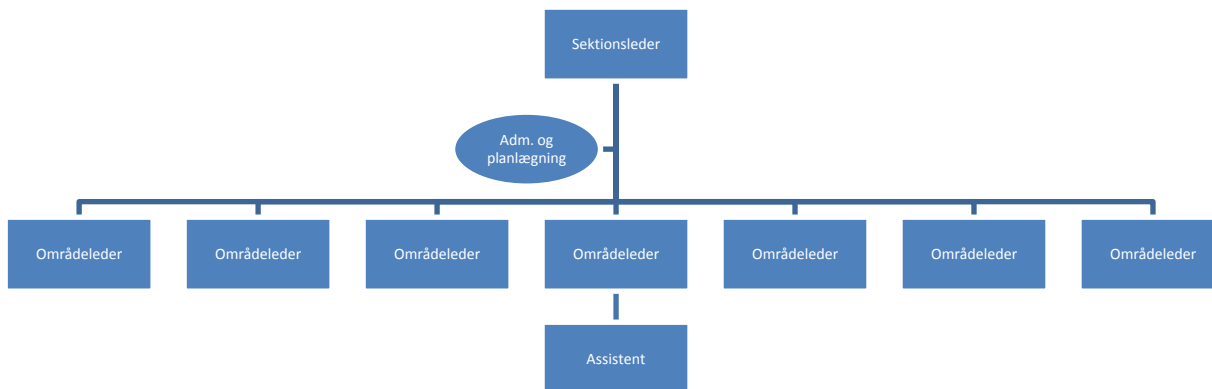 Sektionsleder
Adm. og
planlægning
Områdeleder
Områdeleder
Områdeleder
Områdeleder
Områdeleder
Områdeleder
Områdeleder
Assistent